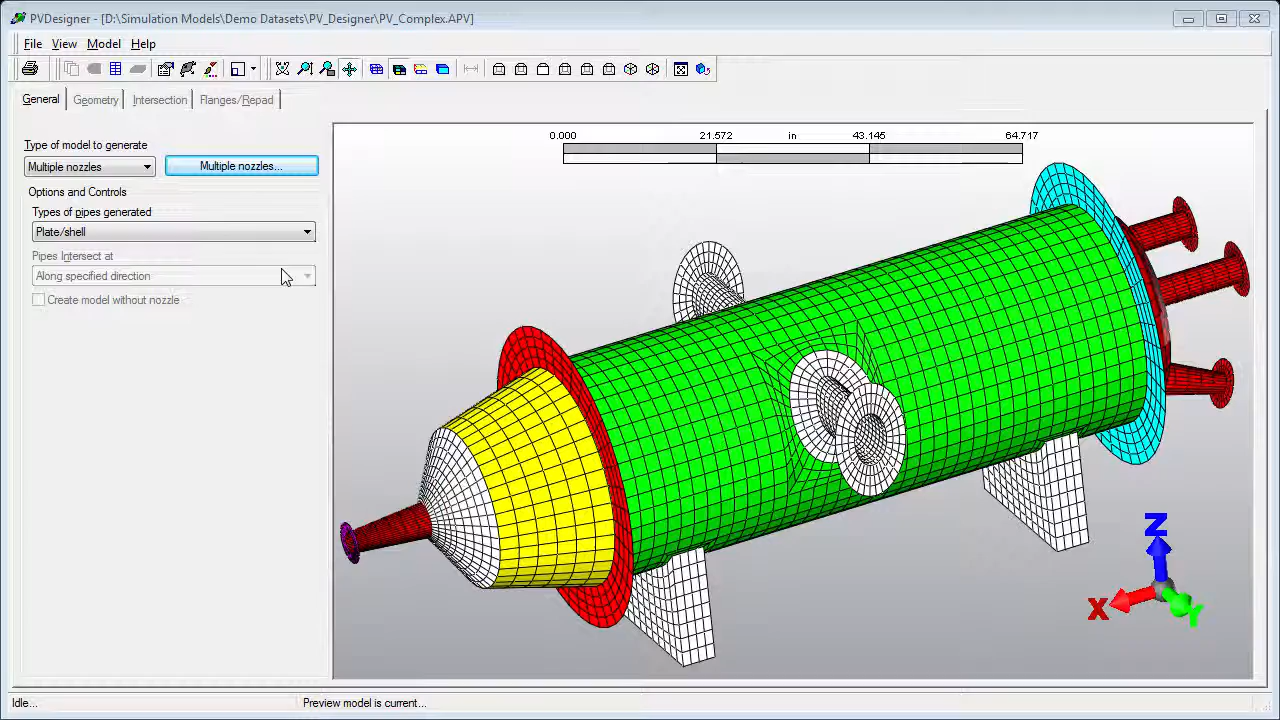 PVDesigner - [D:\Simulation Models\Demo Datasets\PV_Designer\PV_Complex.APV]
File View Model Help
General Geometry Intersection Flanges/Repad
Type of model to generate
Multiple nozzles Multiple nozzles...
Options and Controls
Types of pipes generated
Plate/shell
Pipes Intersect at
Along specified direction
Create model without nozzle
0.000 21.572 in 43.145 64.717
Z
X
Y
Idle... Preview model is current...